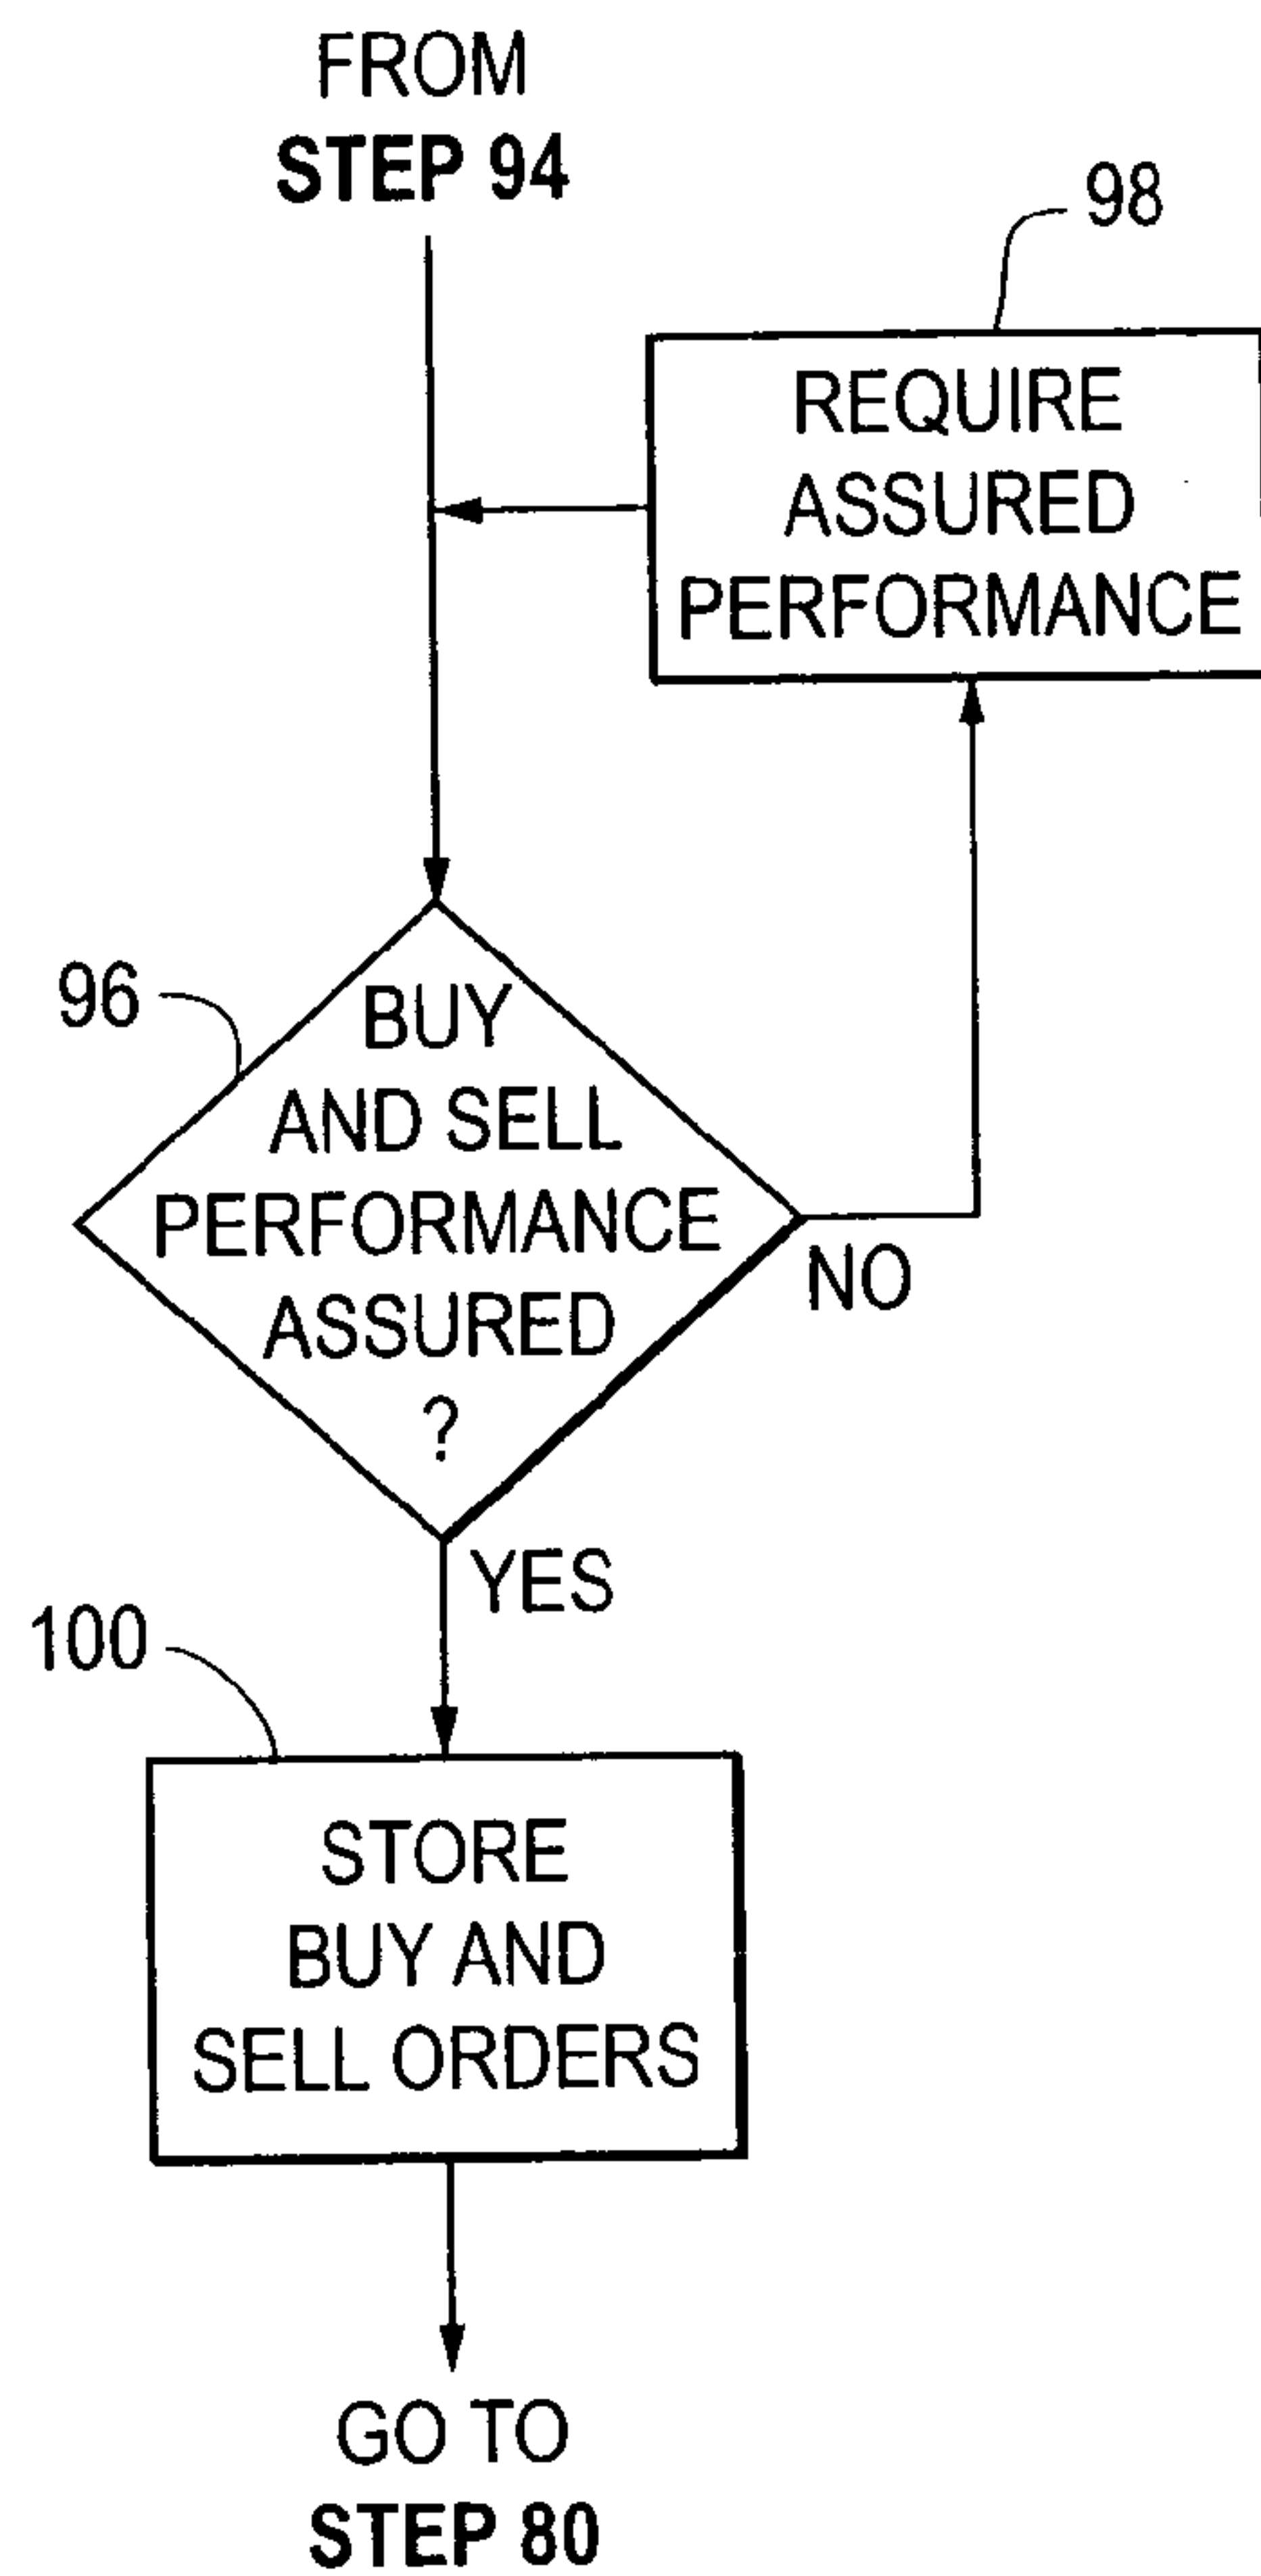 FROM
STEP 94
98
REQUIRE
ASSURED
PERFORMANCE
96
BUY
AND SELL
PERFORMANCE
ASSURED
?
NO
YES
100
STORE
BUY AND
SELL ORDERS
GO TO
STEP 80